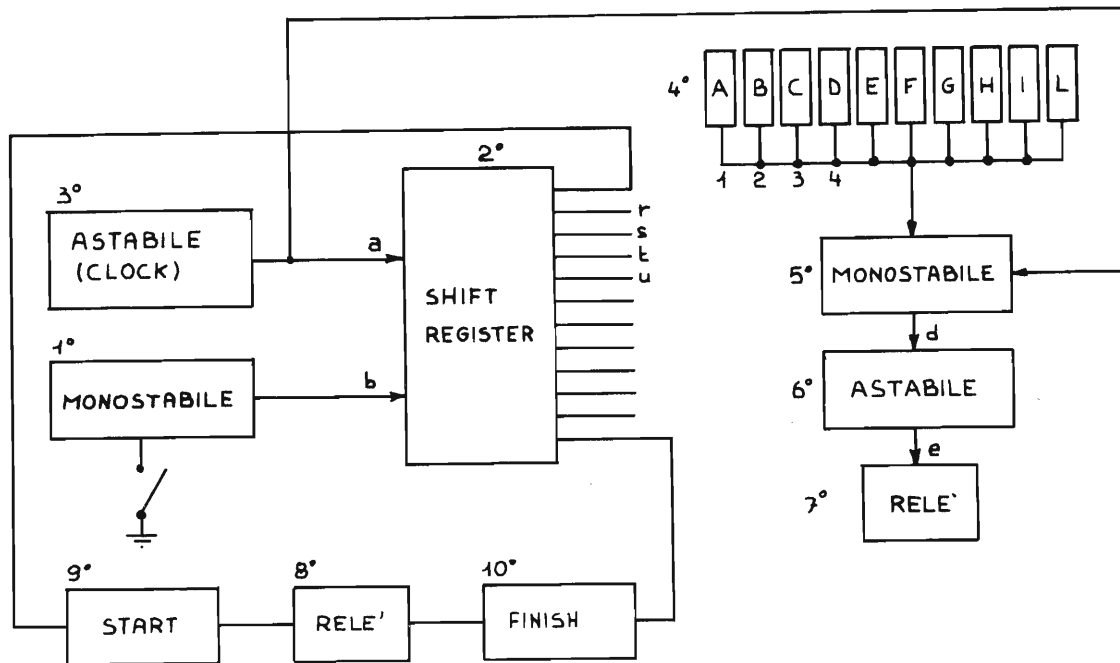 4° A B C D E F G H I L
1 2 3 4
2°
3°
ASTABILE
(CLOCK)
a
r
s
t
u
SHIFT
REGISTER
1°
MONOSTABILE
b
5° MONOSTABILE
d
6° ASTABILE
e
7° RELE'
9°
START
8°
RELE'
10°
FINISH